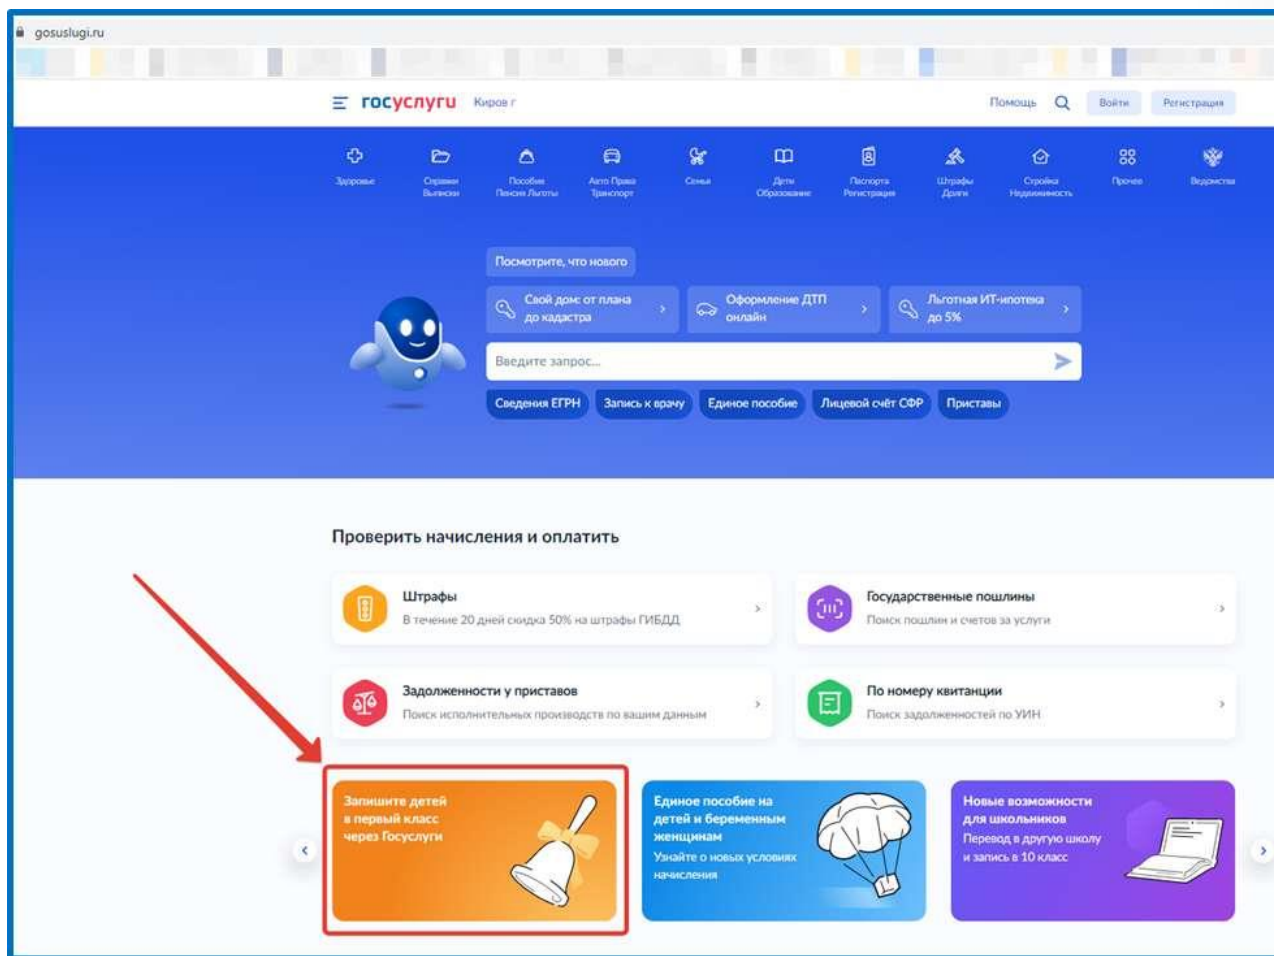 gosuslugi.ru
госуслуги Киров г Помощь Войти Регистрация
Здоровье
Справки
Выписки
Пособия
Пенсия Льготы
Авто Права
Транспорт
Семья
Дети
Образование
Паспорта
Регистрация
Штрафы
Долги
Стройка
Недвижимость
Прочее
Ведомства
Посмотрите, что нового
Свой дом: от плана
до кадастра
Оформление ДТП
онлайн
Льготная ИТ-ипотека
до 5%
Введите запрос...
Сведения ЕГРН Запись к врачу Единое пособие Лицевой счёт СФР Приставы
Проверить начисления и оплатить
Штрафы
В течение 20 дней скидка 50% на штрафы ГИБДД
Государственные пошлины
Поиск пошлин и счетов за услуги
Задолженности у приставов
Поиск исполнительных производств по вашим данным
По номеру квитанции
Поиск задолженностей по УИН
Запишите детей
в первый класс
через Госуслуги
Единое пособие на
детей и беременным
женщинам
Узнайте о новых условиях
начисления
Новые возможности
для школьников
Перевод в другую школу
и запись в 10 класс